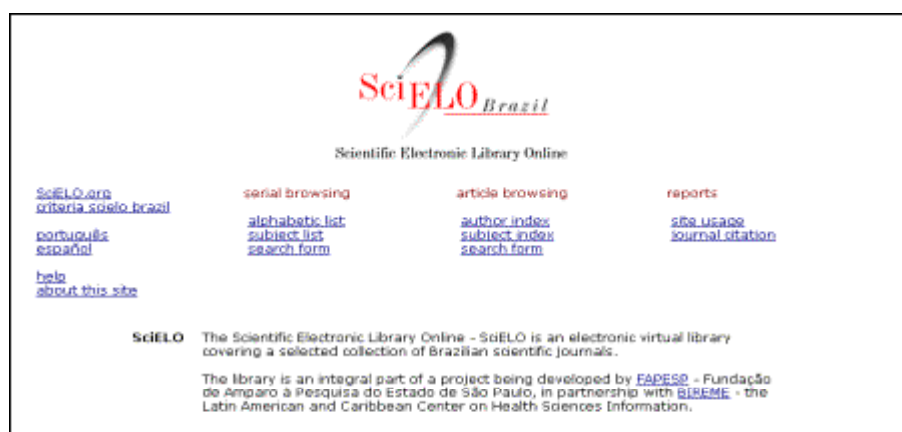 SciELO Brazil
Scientific Electronic Library Online
SciELO.org
criteria scielo brazil
português
español
help
about this site
serial browsing
alphabetic list
subject list
search form
article browsing
author index
subject index
search form
reports
site usage
journal citation
SciELO
The Scientific Electronic Library Online - SciELO is an electronic virtual library
covering a selected collection of Brazilian scientific journals.
The library is an integral part of a project being developed by FAPESP - Fundação
de Amparo à Pesquisa do Estado de São Paulo, in partnership with BIREME - the
Latin American and Caribbean Center on Health Sciences Information.